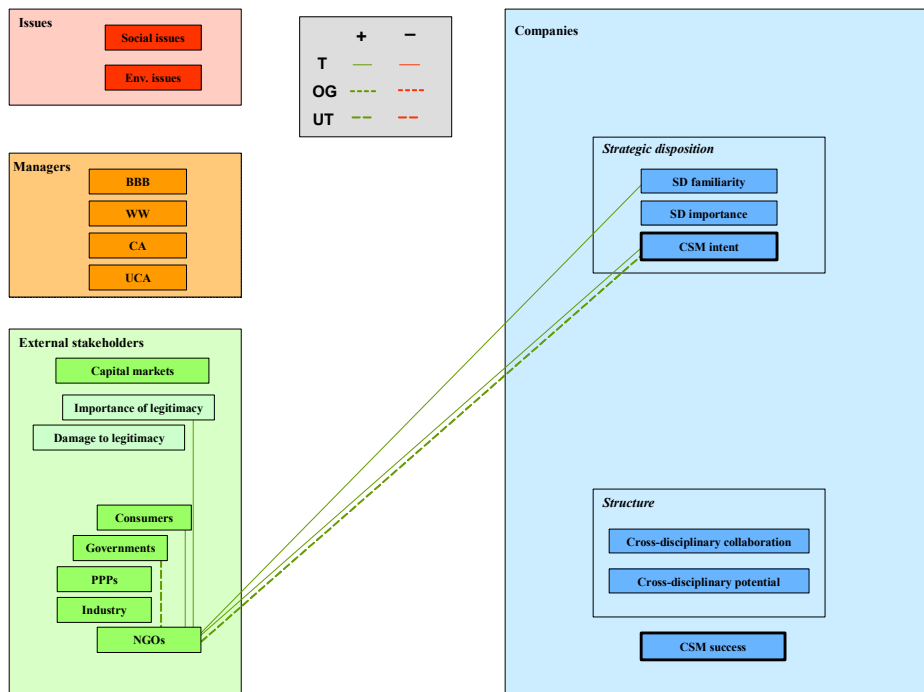 Issues
Social issues
Env. issues
+ −
T
OG
UT
Companies
Strategic disposition
SD familiarity
SD importance
CSM intent
Managers
BBB
WW
CA
UCA
External stakeholders
Capital markets
Importance of legitimacy
Damage to legitimacy
Consumers
Governments
PPPs
Industry
NGOs
Structure
Cross-disciplinary collaboration
Cross-disciplinary potential
CSM success